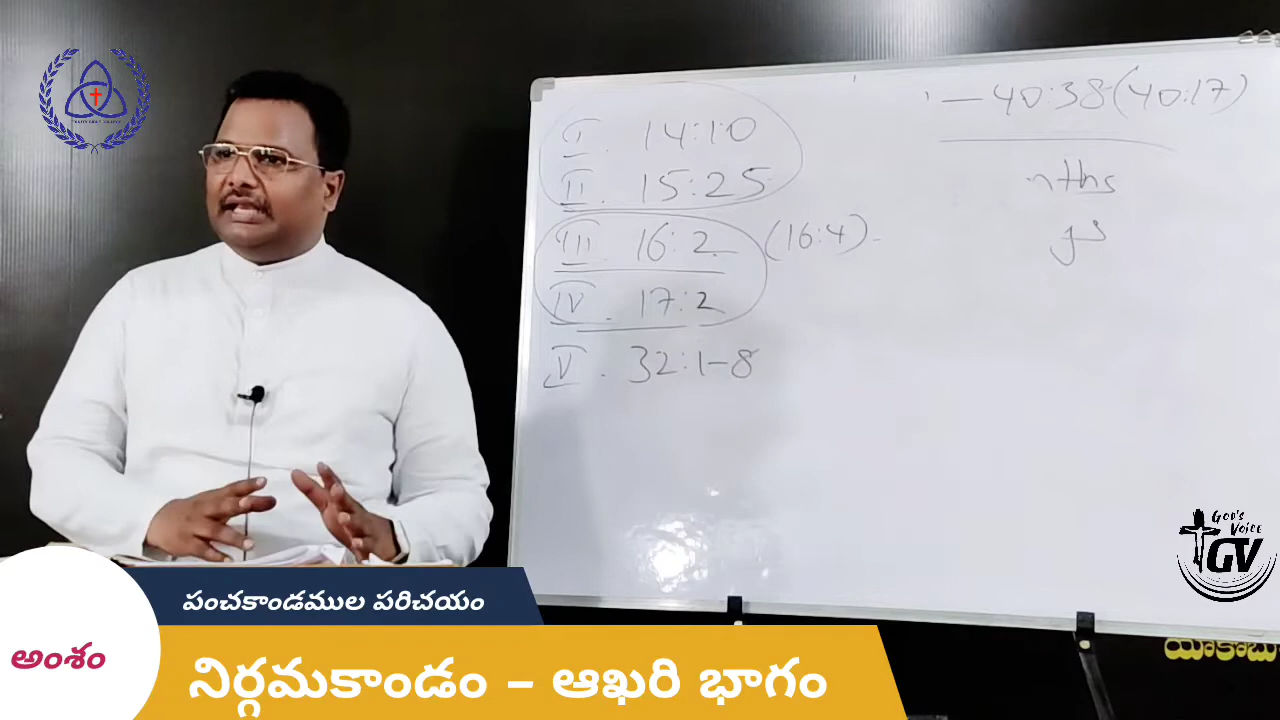 I. 14:10
II. 15:25
III. 16:2 (16:4)
IV. 17:2
V. 32:1-8
— 40:38 (40:17)
nths
GOD'S
VOICE
GV
పంచకాండముల పరిచయం
అంశం
నిర్గమకాండం – ఆఖరి భాగం
యాకోబు